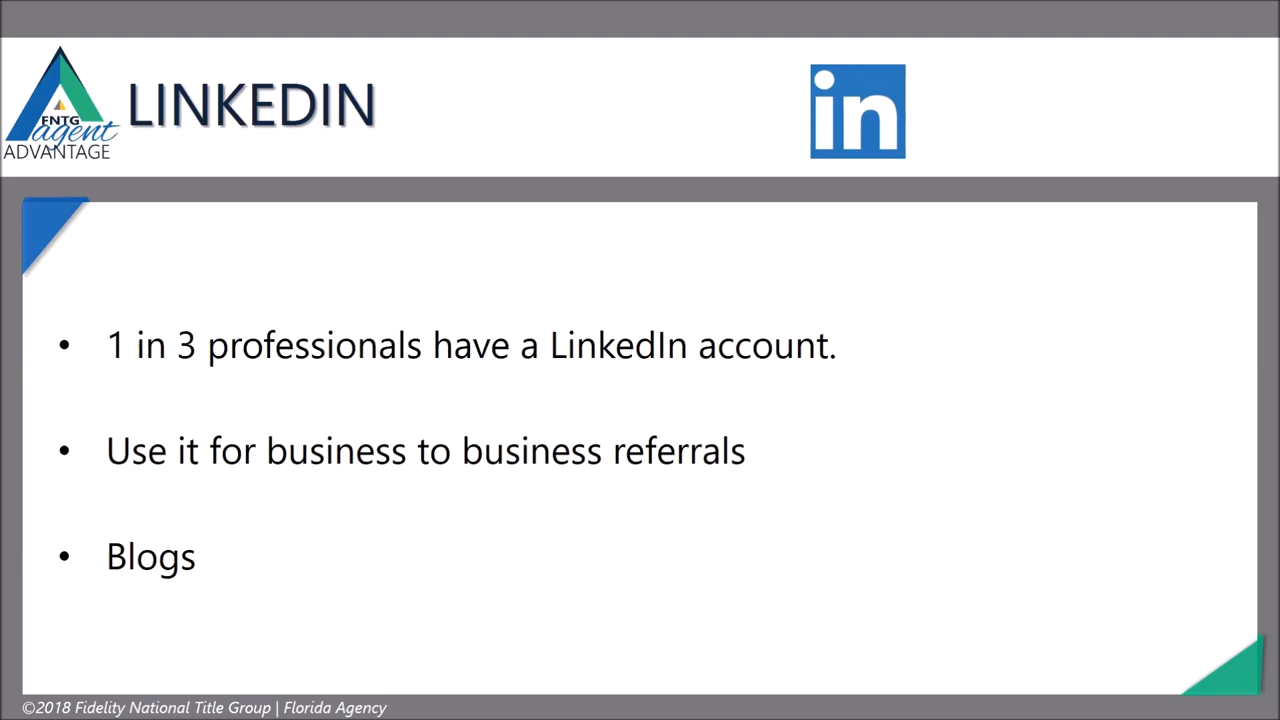 FNTG
agent
ADVANTAGE
LINKEDIN
in
• 1 in 3 professionals have a LinkedIn account.
• Use it for business to business referrals
• Blogs
©2018 Fidelity National Title Group | Florida Agency